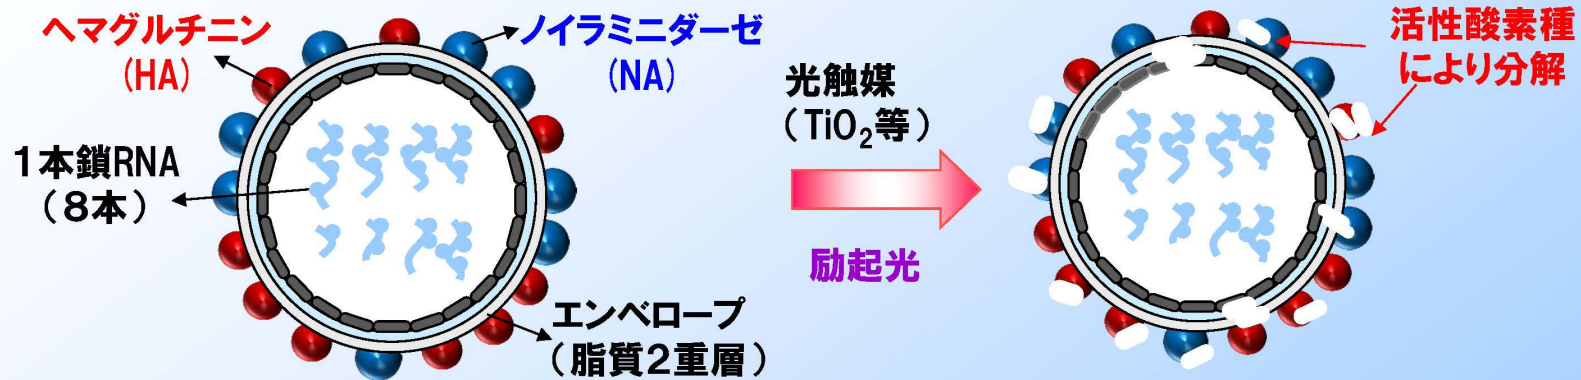 ヘマグルチニン
(HA)
ノイラミニダーゼ
(NA)
1本鎖RNA
(8本)
エンベロープ
(脂質2重層)
光触媒
(TiO₂等)
励起光
活性酸素種
により分解